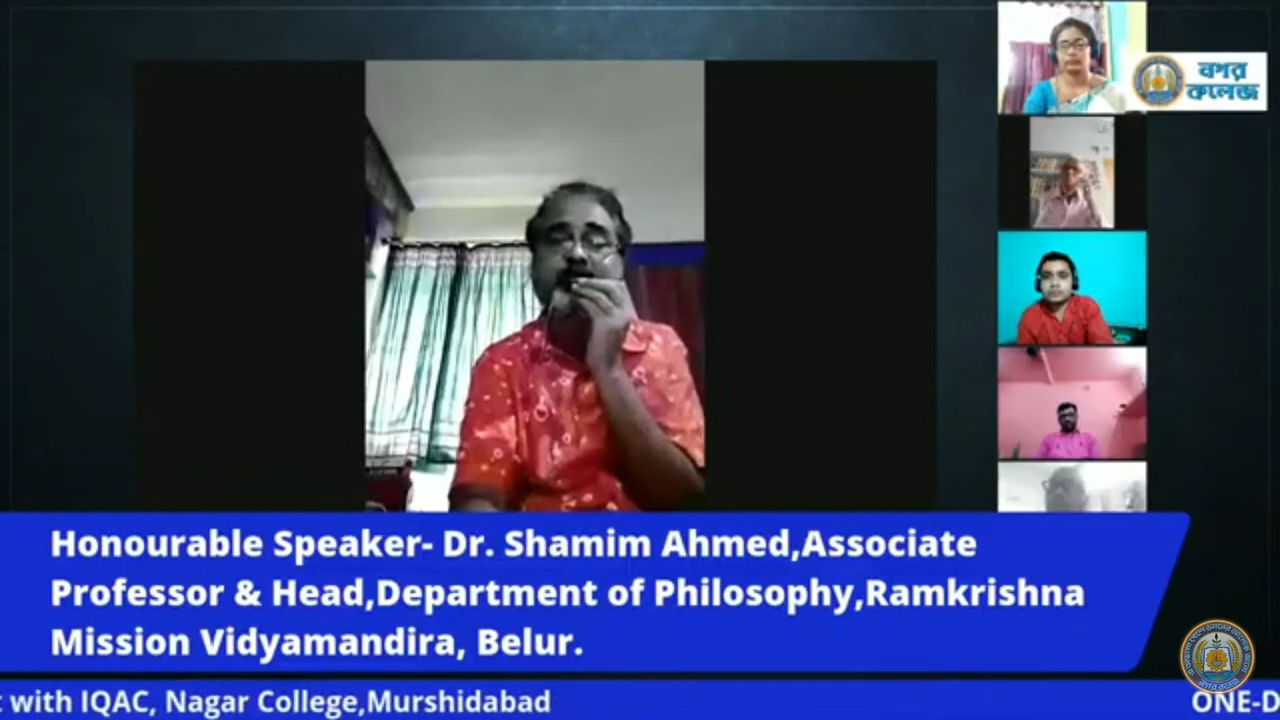 নগর
কলেজ
Honourable Speaker- Dr. Shamim Ahmed,Associate
Professor & Head,Department of Philosophy,Ramkrishna
Mission Vidyamandira, Belur.
with IQAC, Nagar College,Murshidabad
ONE-D